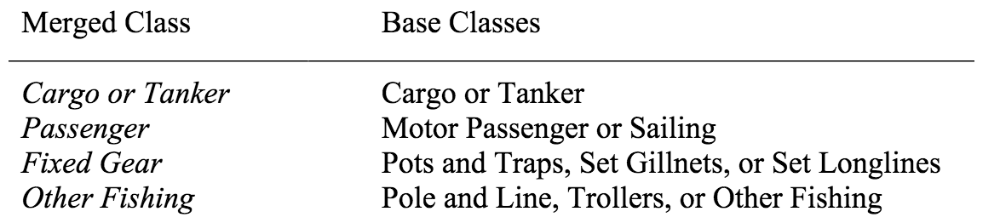 Merged Class Base Classes
Cargo or Tanker Cargo or Tanker
Passenger Motor Passenger or Sailing
Fixed Gear Pots and Traps, Set Gillnets, or Set Longlines
Other Fishing Pole and Line, Trollers, or Other Fishing